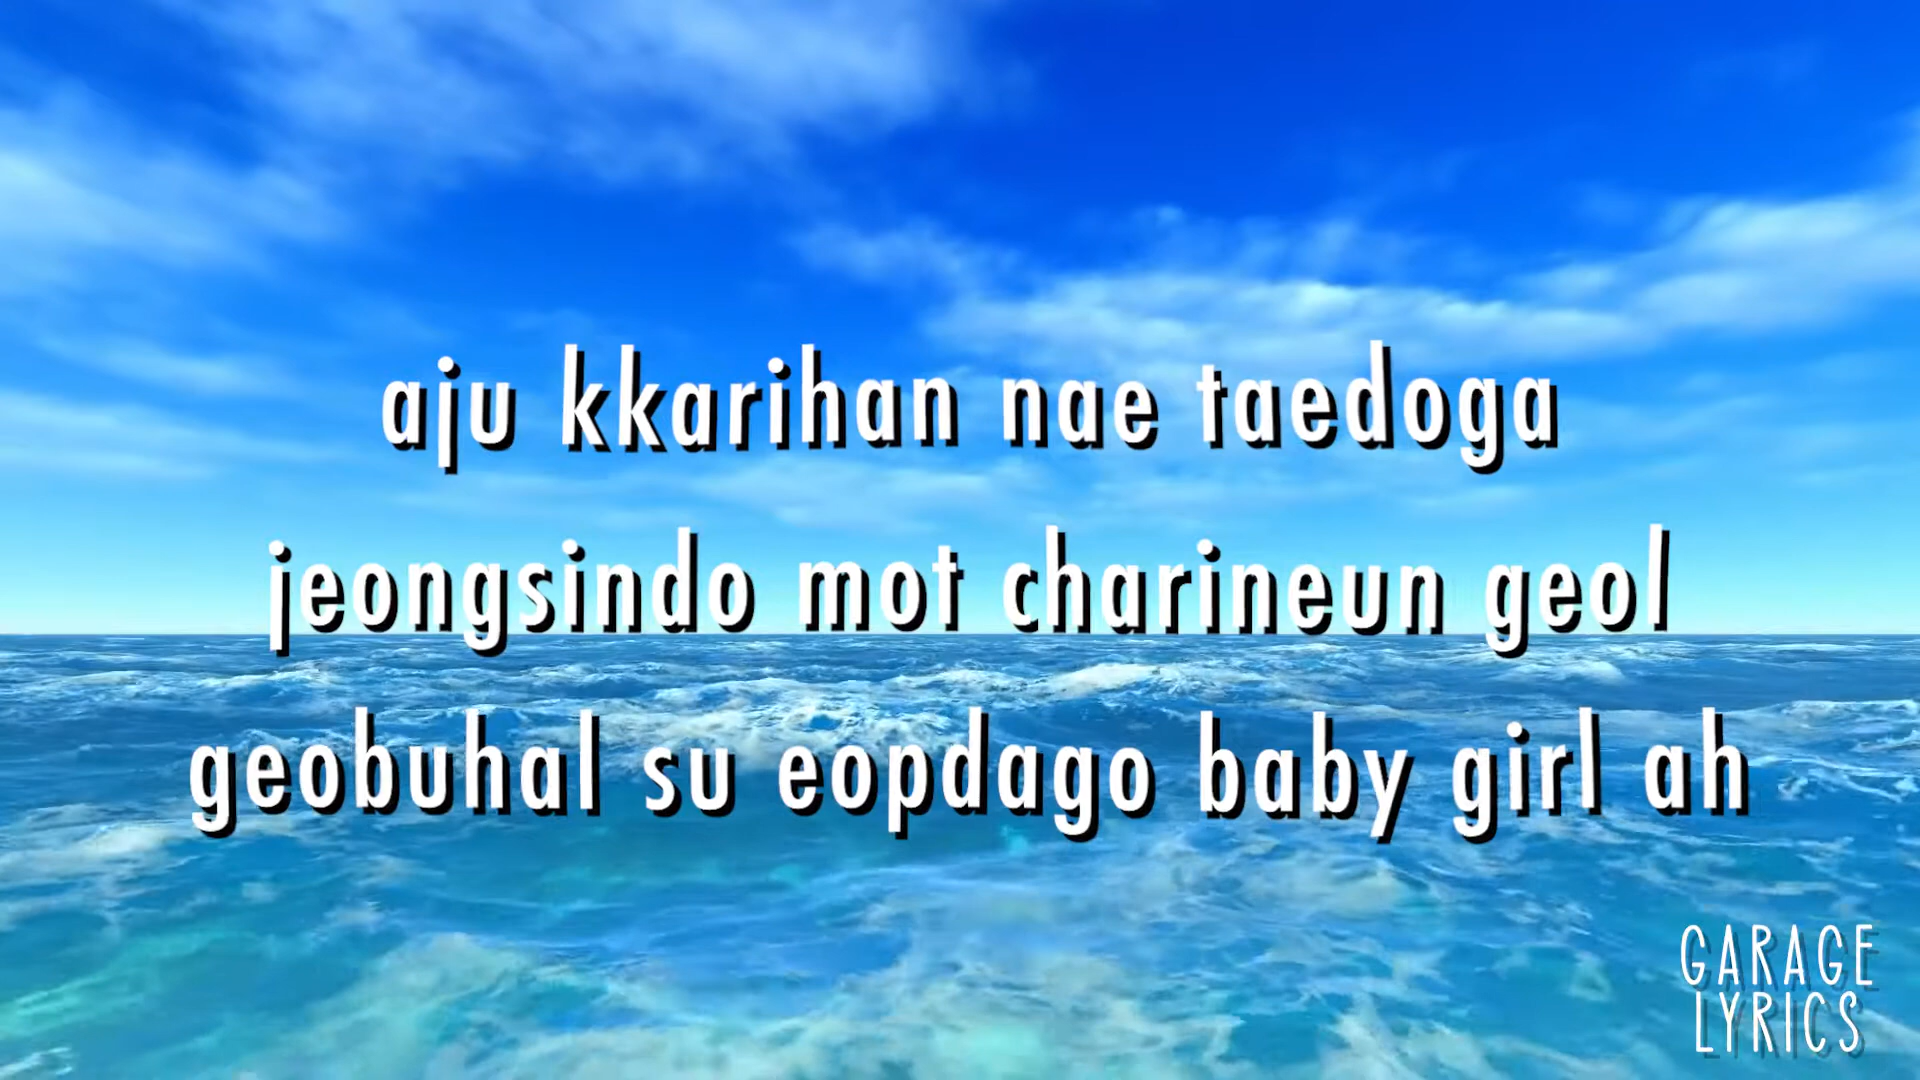 aju kkarihan nae taedoga
jeongsindo mot charineun geol
geobuhal su eopdago baby girl ah
GARAGE
LYRICS